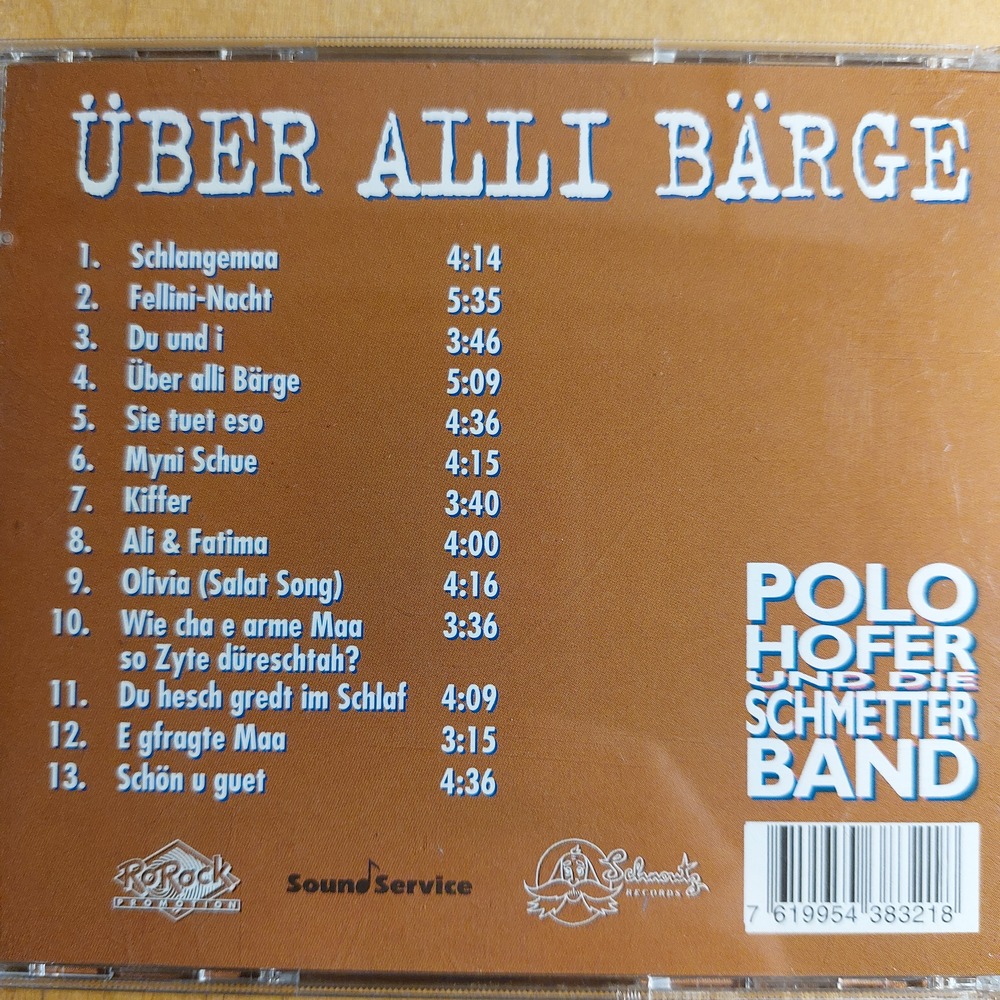 ÜBER ALLI BÄRGE
1. Schlangemaa 4:14
2. Fellini-Nacht 5:35
3. Du und i 3:46
4. Über alli Bärge 5:09
5. Sie tuet eso 4:36
6. Myni Schue 4:15
7. Kiffer 3:40
8. Ali & Fatima 4:00
9. Olivia (Salat Song) 4:16
10. Wie cha e arme Maa 3:36
so Zyte düreschtah?
11. Du hesch gredt im Schlaf 4:09
12. E gfragte Maa 3:15
13. Schön u guet 4:36
POLO
HOFER
UND DIE
SCHMETTER
BAND
RoRock
PROMOTION
SoundService
Schnoutz
RECORDS
7 619954 383218